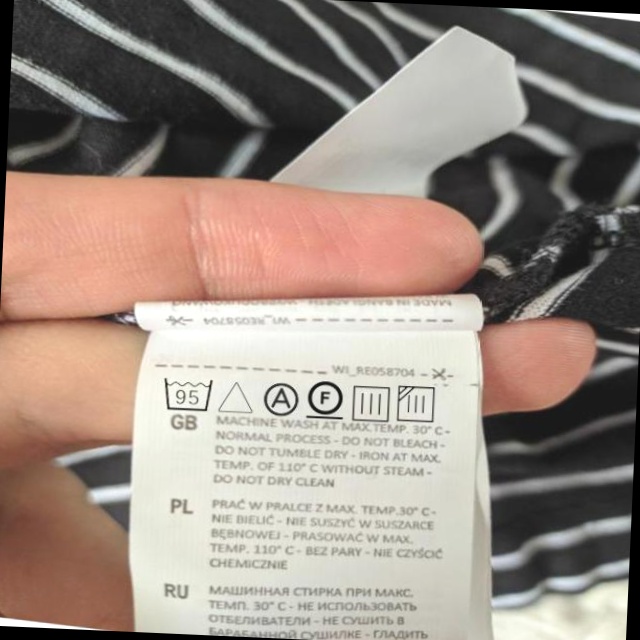 MADE IN BANGLADESH
WI_RE058704
WI_RE058704
95 A F
GB MACHINE WASH AT MAX.TEMP. 30° C -
NORMAL PROCESS - DO NOT BLEACH -
DO NOT TUMBLE DRY - IRON AT MAX.
TEMP. OF 110° C WITHOUT STEAM -
DO NOT DRY CLEAN
PL PRAĆ W PRALCE Z MAX. TEMP.30° C -
NIE BIELIĆ - NIE SUSZYĆ W SUSZARCE
BĘBNOWEJ - PRASOWAĆ W MAX.
TEMP. 110° C - BEZ PARY - NIE CZYŚCIĆ
CHEMICZNIE
RU МАШИННАЯ СТИРКА ПРИ МАКС.
ТЕМП. 30° C - НЕ ИСПОЛЬЗОВАТЬ
ОТБЕЛИВАТЕЛИ - НЕ СУШИТЬ В
БАРАБАННОЙ СУШИЛКЕ - ГЛАДИТЬ